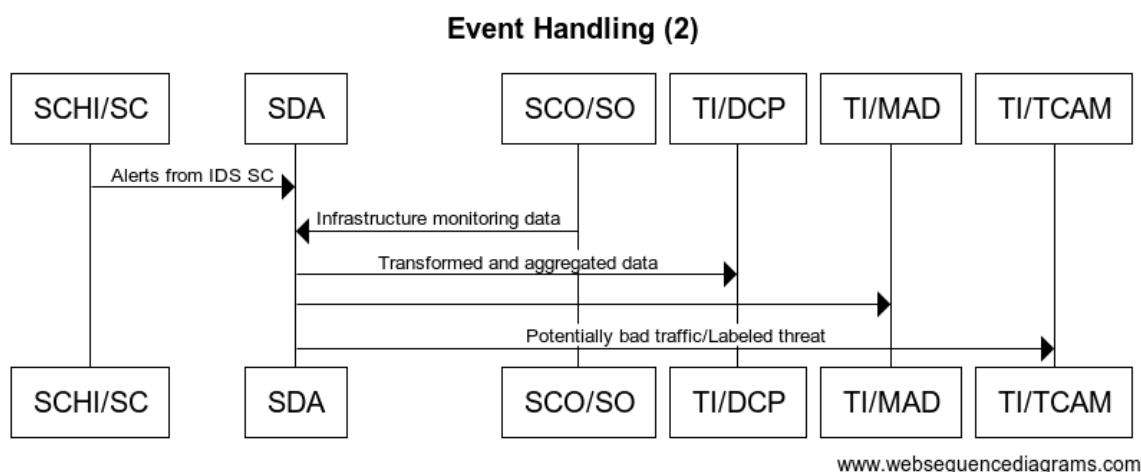 Event Handling (2)
SCHI/SC SDA SCO/SO TI/DCP TI/MAD TI/TCAM
Alerts from IDS SC
Infrastructure monitoring data
Transformed and aggregated data
Potentially bad traffic/Labeled threat
SCHI/SC SDA SCO/SO TI/DCP TI/MAD TI/TCAM
www.websequencediagrams.com